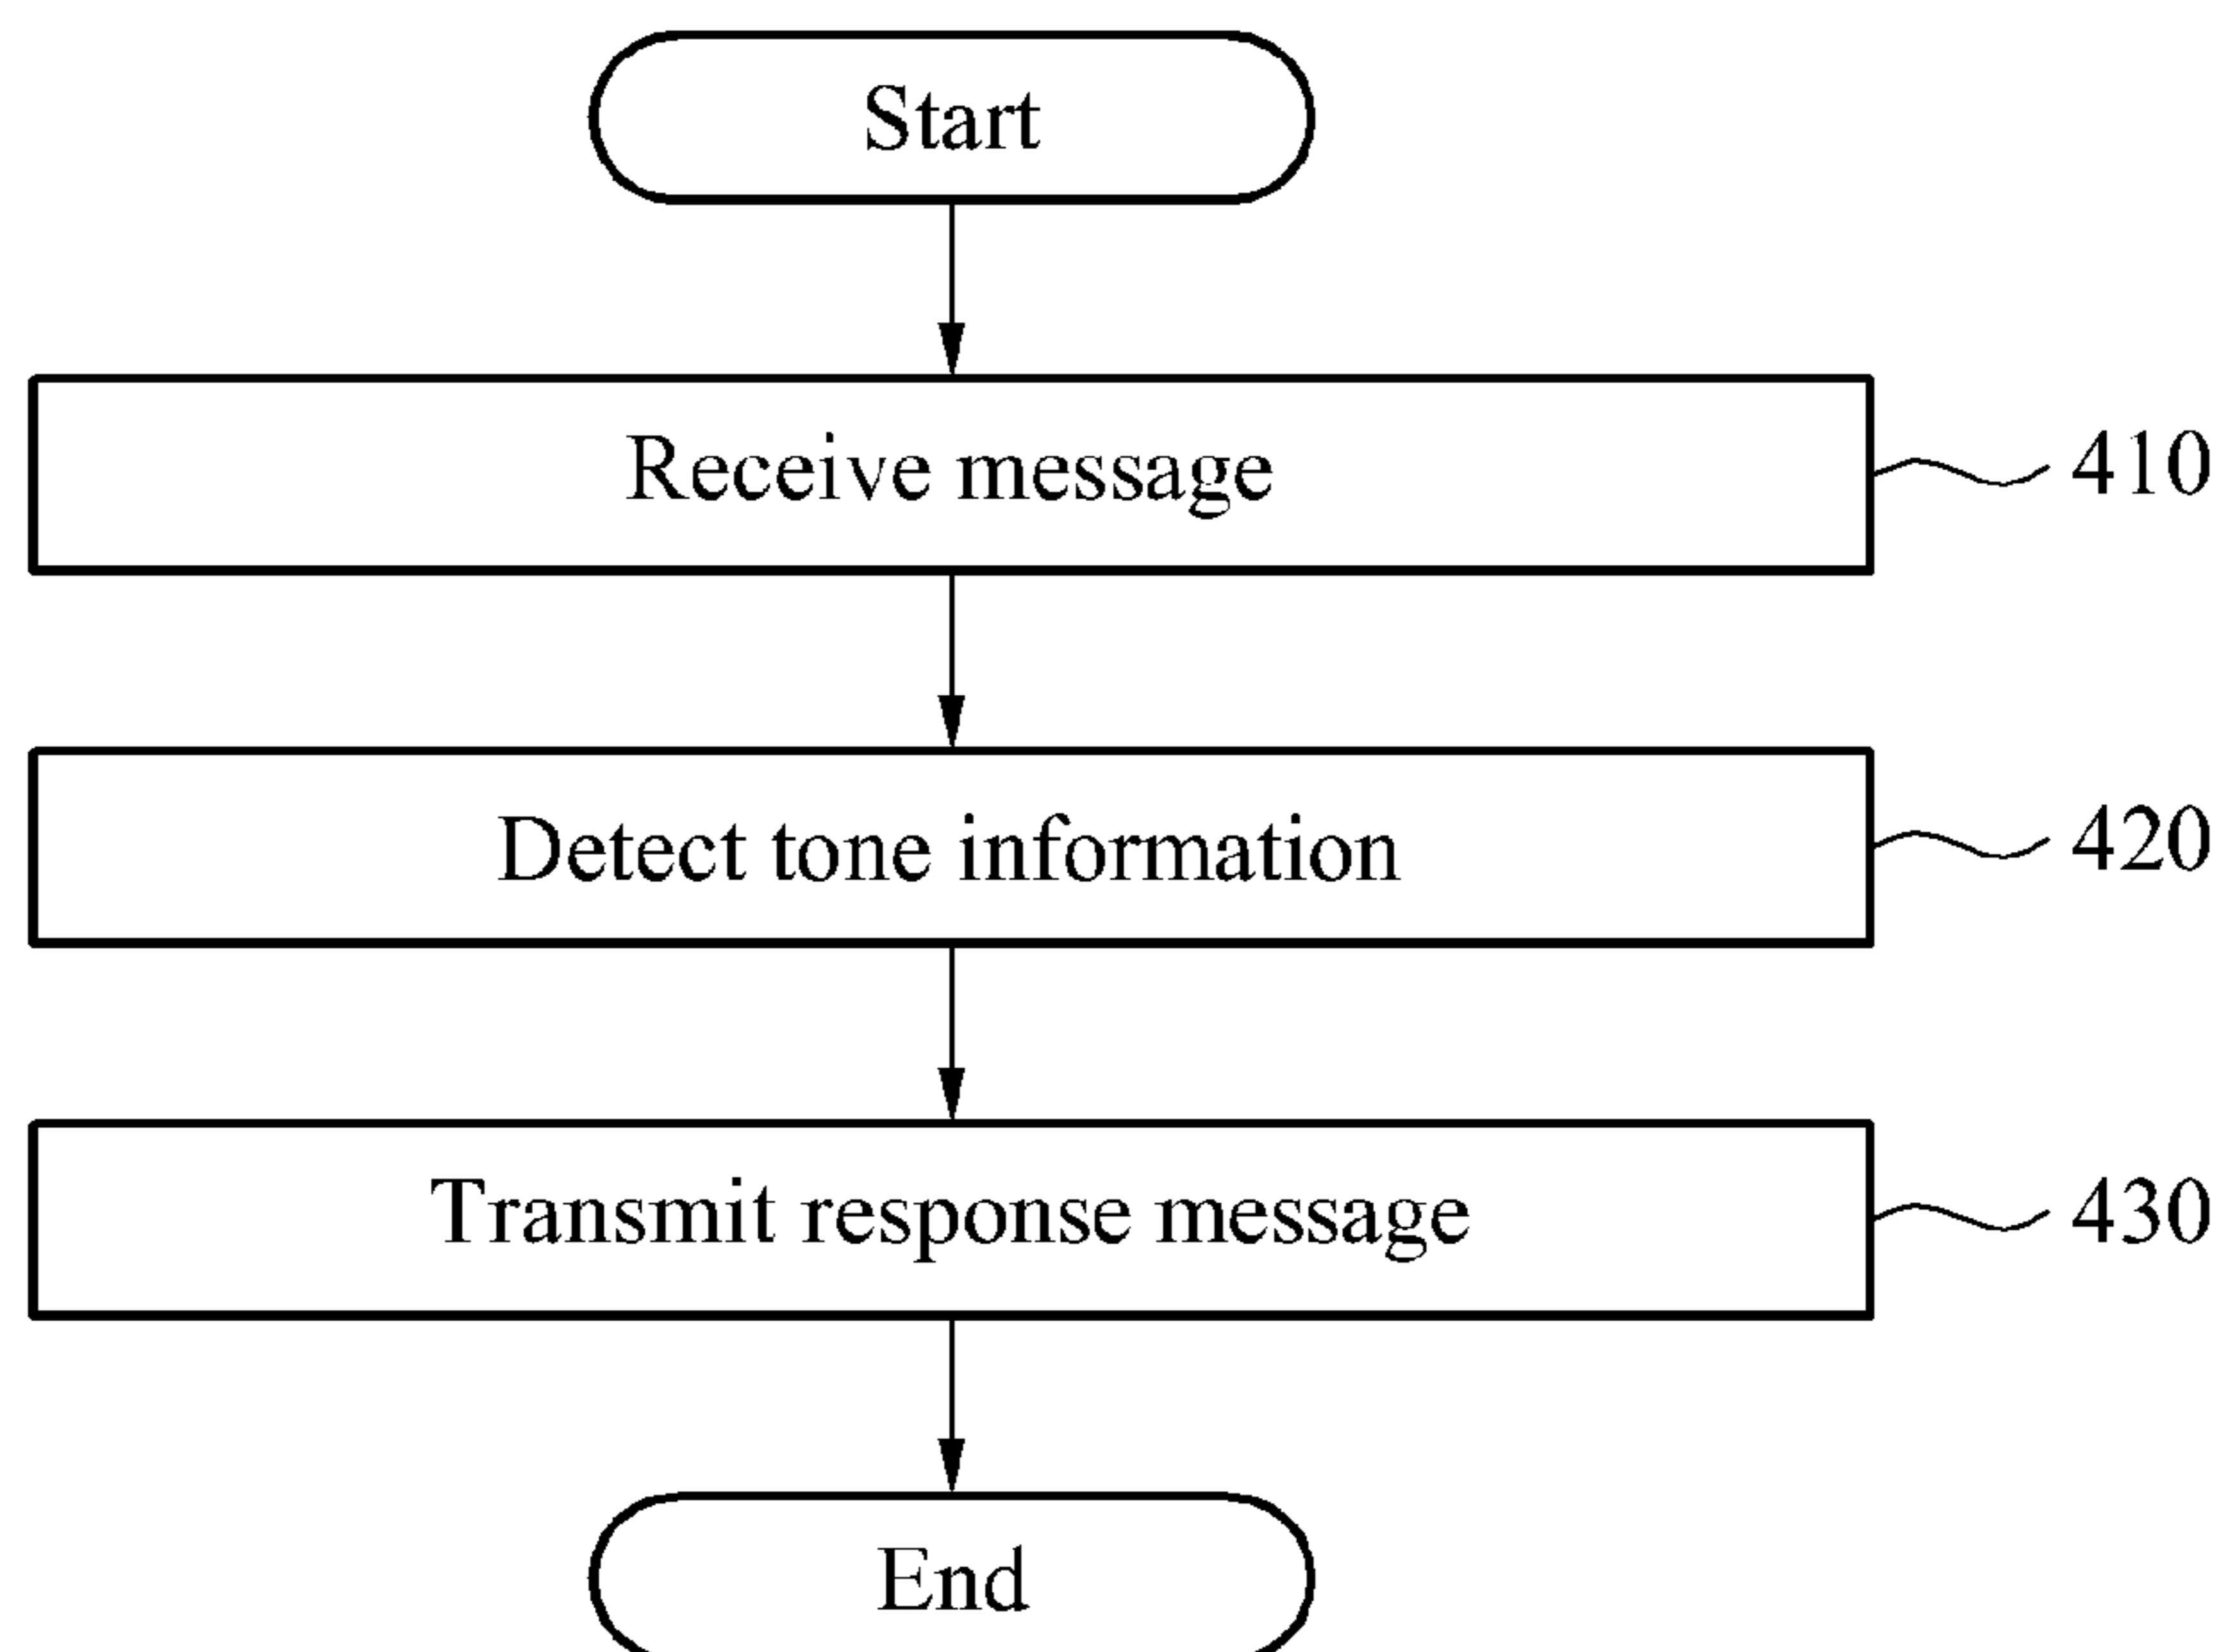 Start
Receive message 410
Detect tone information 420
Transmit response message 430
End